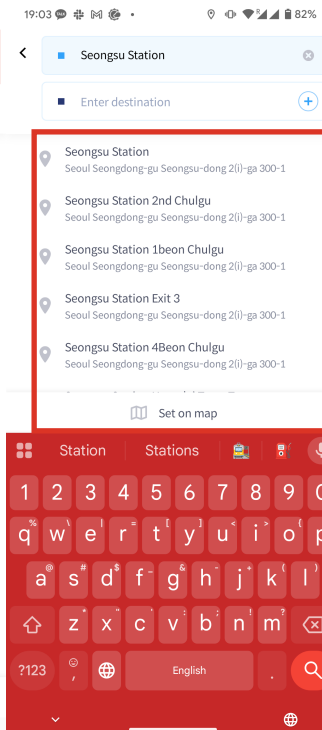 19:03
82%
Seongsu Station
Enter destination
Seongsu Station
Seoul Seongdong-gu Seongsu-dong 2(i)-ga 300-1
Seongsu Station 2nd Chulgu
Seoul Seongdong-gu Seongsu-dong 2(i)-ga 300-1
Seongsu Station 1beon Chulgu
Seoul Seongdong-gu Seongsu-dong 2(i)-ga 300-1
Seongsu Station Exit 3
Seoul Seongdong-gu Seongsu-dong 2(i)-ga 300-1
Seongsu Station 4Beon Chulgu
Seoul Seongdong-gu Seongsu-dong 2(i)-ga 300-1
Set on map
Station Stations
1 2 3 4 5 6 7 8 9 0
q% w\ e| r= t[ y] u< i> o{ p
a@ s# d$ f- g& h- j+ k( l)
z* x" c' v: b; n! m?
?123 , English .